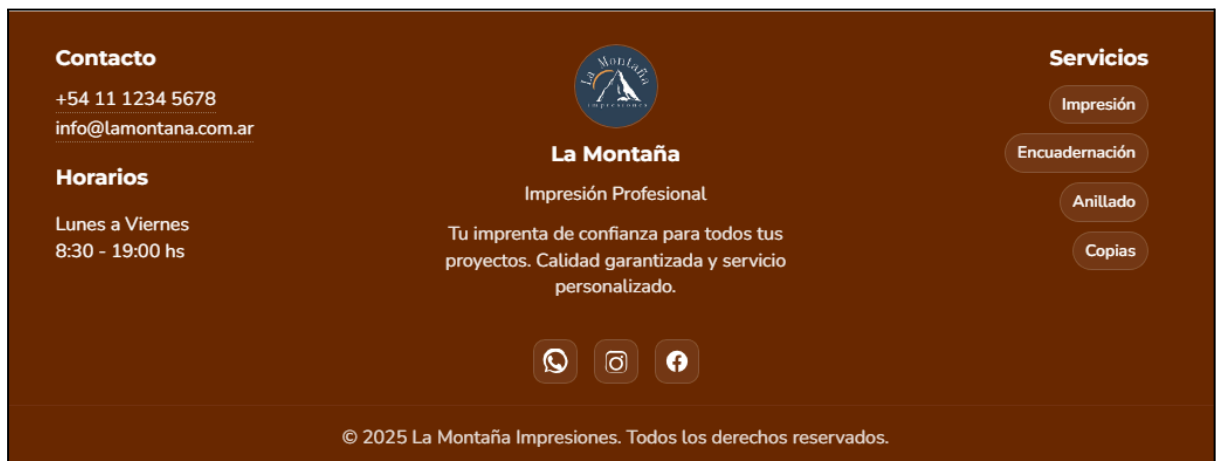 Contacto
+54 11 1234 5678
info@lamontana.com.ar
Horarios
Lunes a Viernes
8:30 - 19:00 hs
La Montaña
impresiones
La Montaña
Impresión Profesional
Tu imprenta de confianza para todos tus
proyectos. Calidad garantizada y servicio
personalizado.
Servicios
Impresión
Encuadernación
Anillado
Copias
© 2025 La Montaña Impresiones. Todos los derechos reservados.